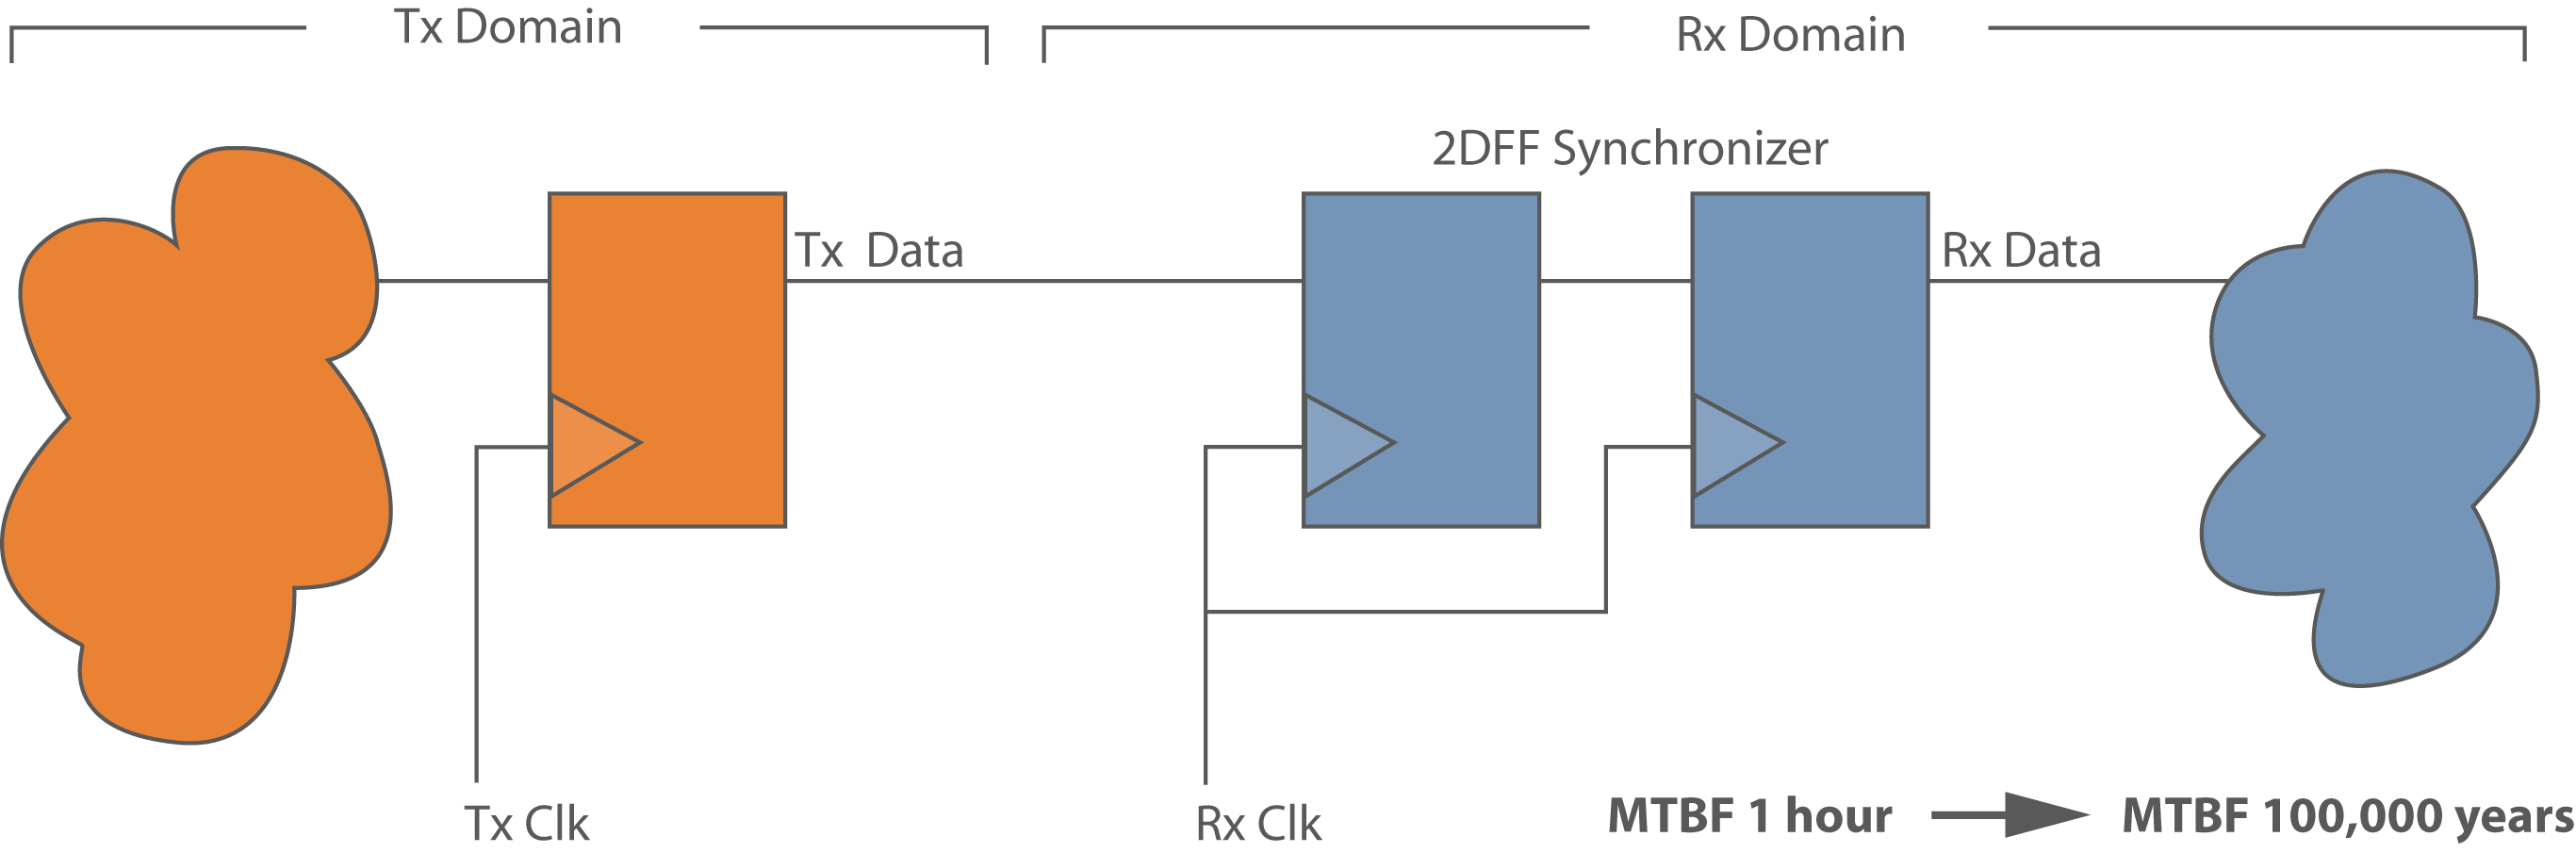 Tx Domain
Rx Domain
2DFF Synchronizer
Tx Data
Rx Data
Tx Clk
Rx Clk
MTBF 1 hour
MTBF 100,000 years